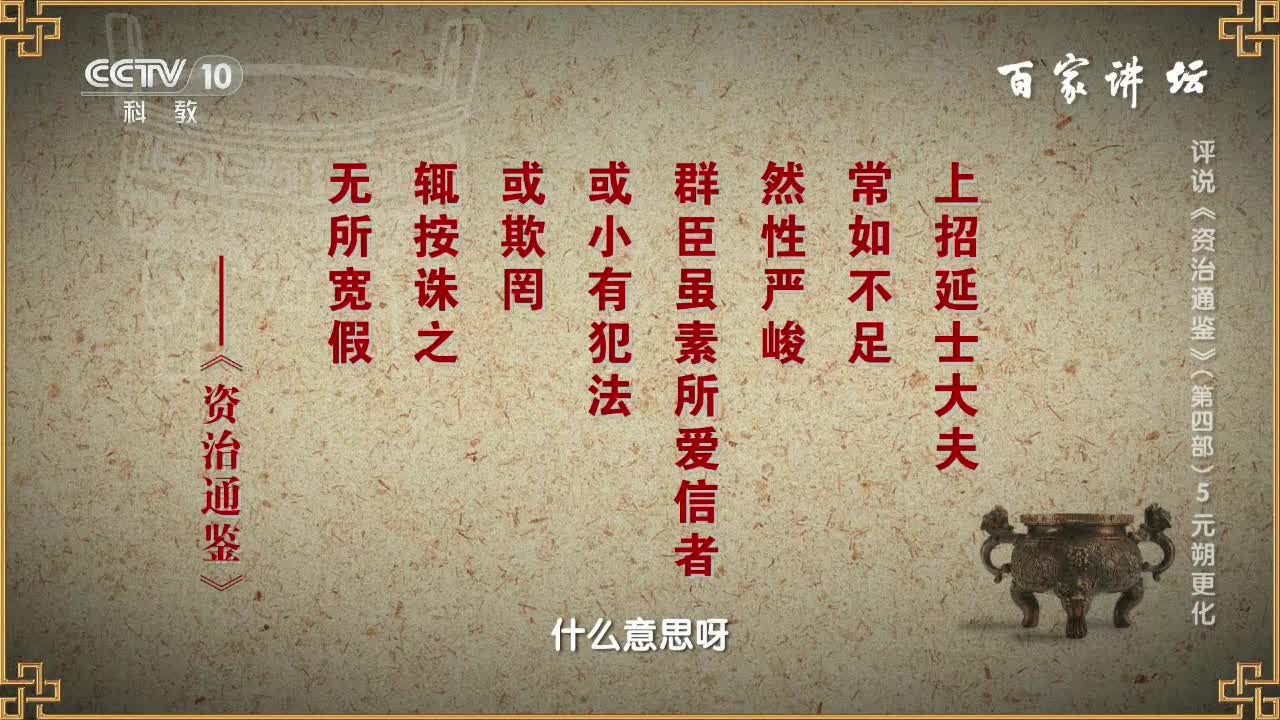 CCTV 10
科教
百家讲坛
评说《资治通鉴》（第四部）5 元朔更化
上招延士大夫
常如不足
然性严峻
群臣虽素所爱信者
或小有犯法
或欺罔
辄按诛之
无所宽假
——《资治通鉴》
什么意思呀